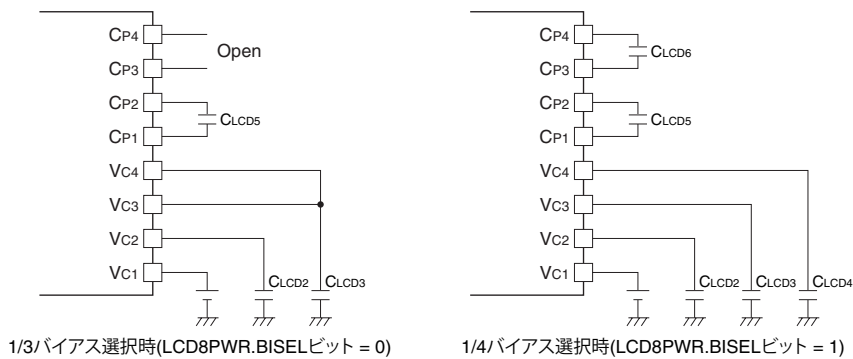 CP4
CP3
Open
CP2
CP1
CLCD5
VC4
VC3
VC2
VC1
CLCD2
CLCD3
1/3バイアス選択時(LCD8PWR.BISELビット = 0)
CP4
CP3
CLCD6
CP2
CP1
CLCD5
VC4
VC3
VC2
VC1
CLCD2
CLCD3
CLCD4
1/4バイアス選択時(LCD8PWR.BISELビット = 1)